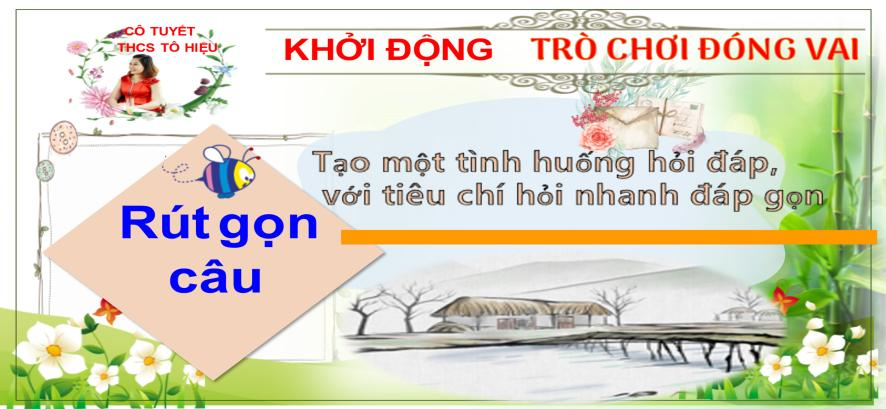 CÔ TUYẾT
THCS TÔ HIỆU
KHỞI ĐỘNG
TRÒ CHƠI ĐÓNG VAI
Tạo một tình huống hỏi đáp,
với tiêu chí hỏi nhanh đáp gọn
Rút gọn
câu